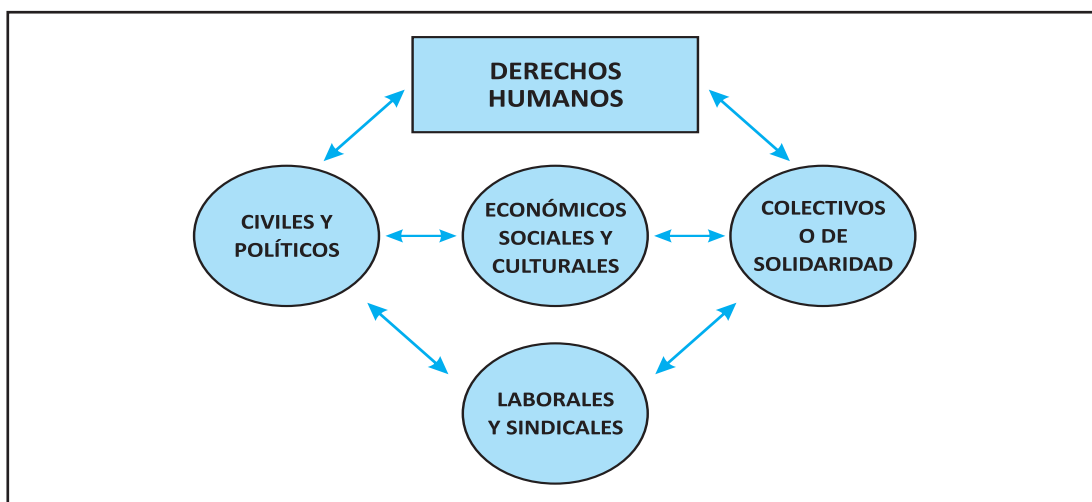 DERECHOS
HUMANOS
CIVILES Y
POLÍTICOS
ECONÓMICOS
SOCIALES Y
CULTURALES
COLECTIVOS
O DE
SOLIDARIDAD
LABORALES
Y SINDICALES